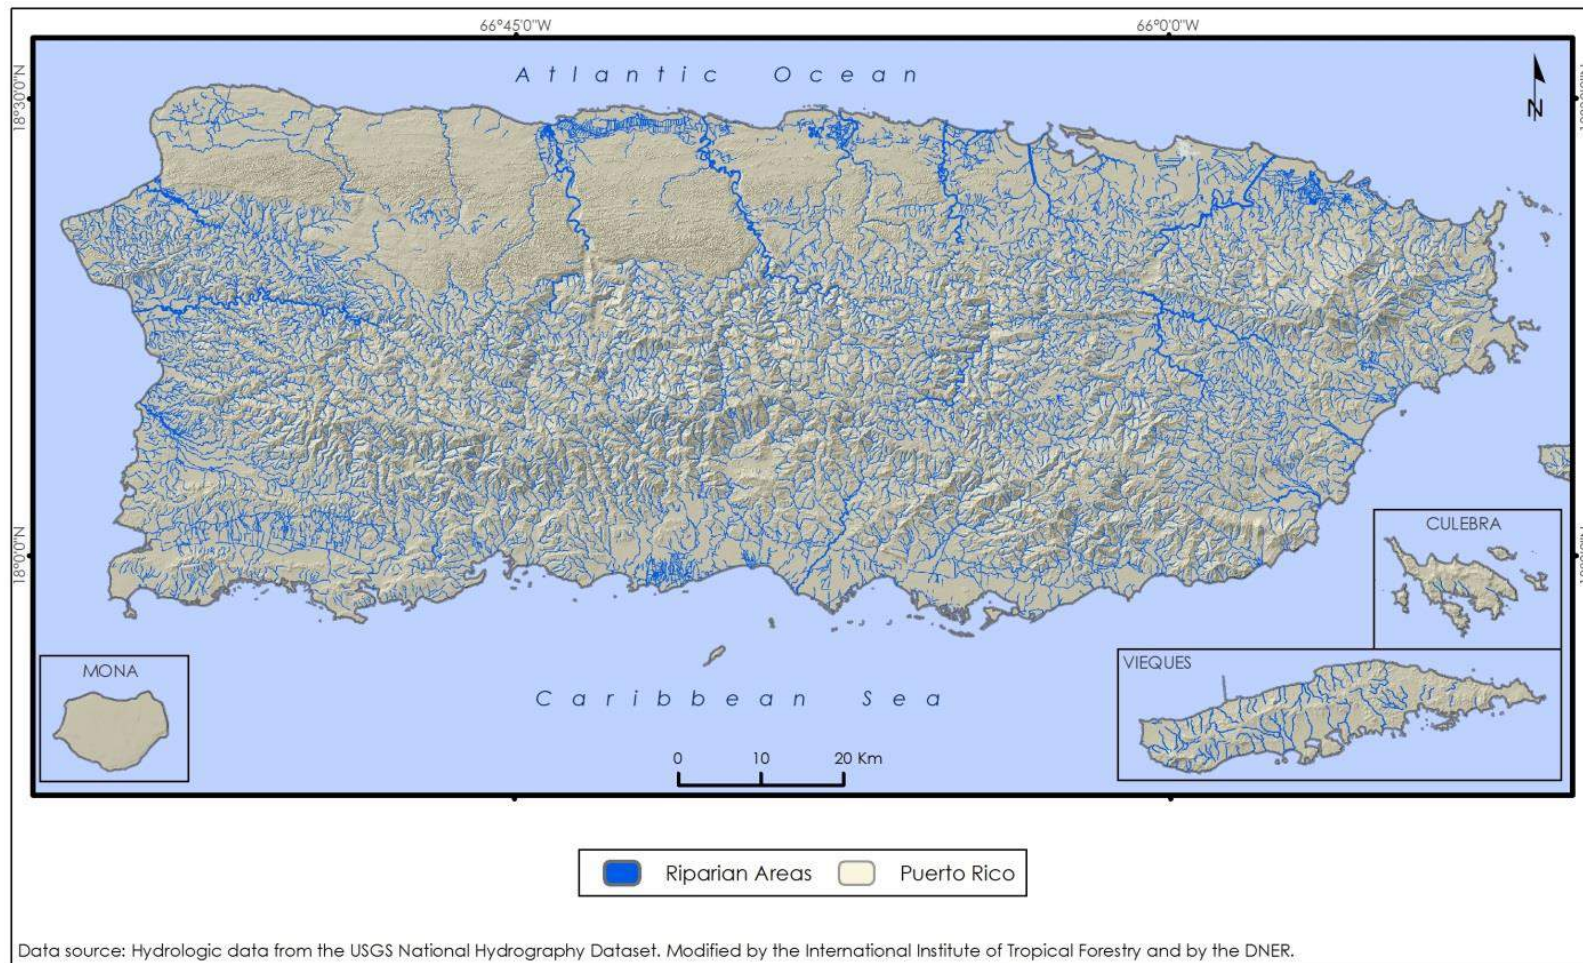 66°45'0"W
66°0'0"W
18°30'0"N
Atlantic Ocean
N
18°0'0"N
CULEBRA
MONA
VIEQUES
Caribbean Sea
0 10 20 Km
Riparian Areas
Puerto Rico
Data source: Hydrologic data from the USGS National Hydrography Dataset. Modified by the International Institute of Tropical Forestry and by the DNER.